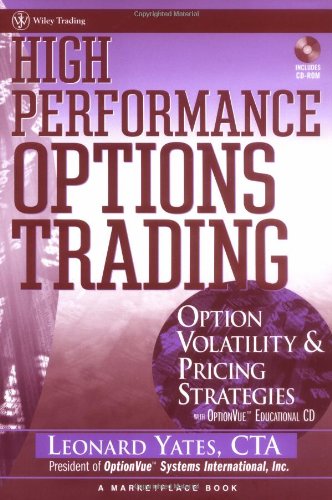 Wiley Trading
INCLUDES
CD-ROM
HIGH
PERFORMANCE
OPTIONS
TRADING
OPTION
VOLATILITY &
PRICING
STRATEGIES
WITH OPTIONVUE™ EDUCATIONAL CD
LEONARD YATES, CTA
President of OptionVue™ Systems International, Inc.
A MARKETPLACE BOOK